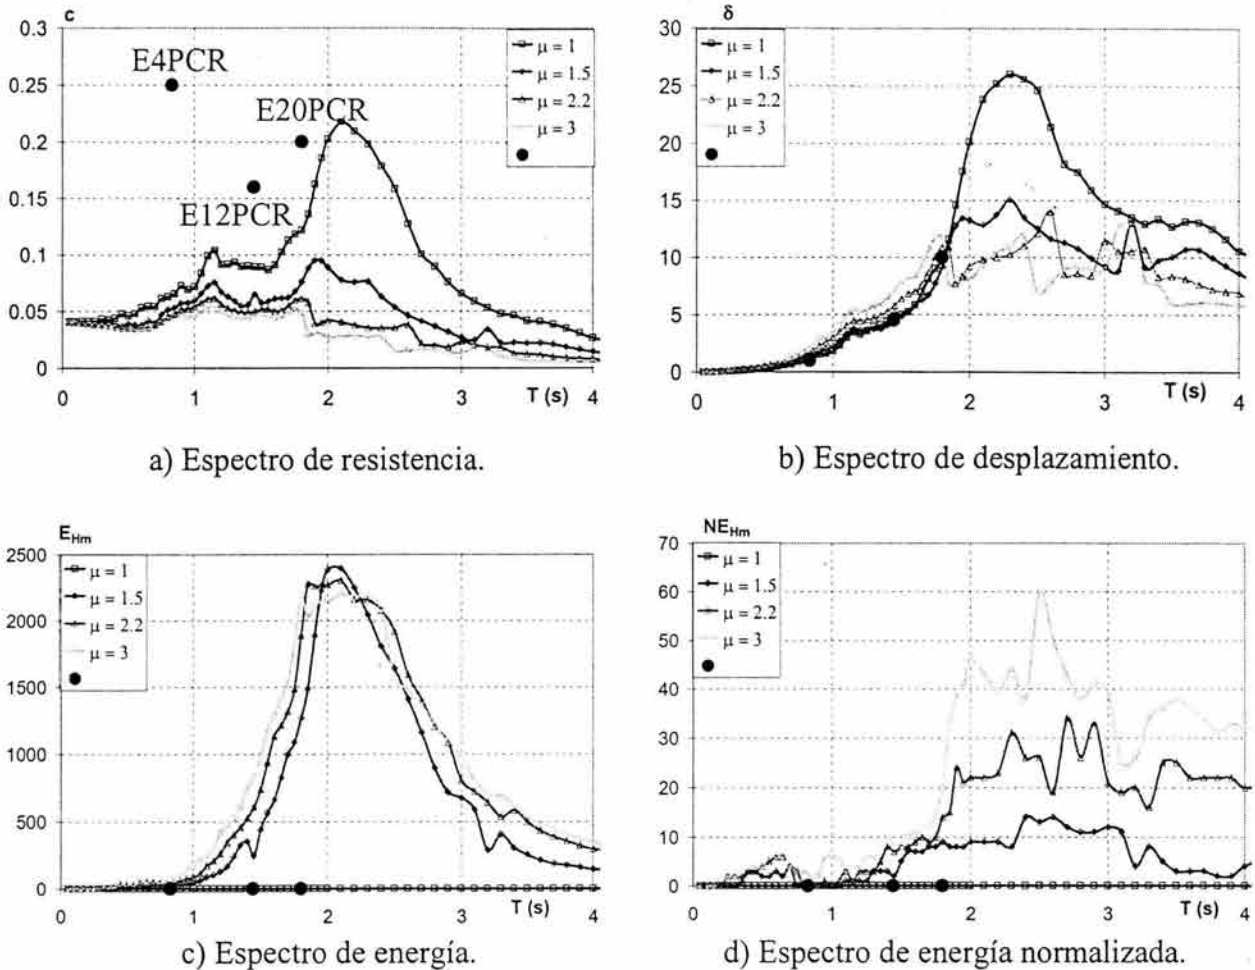 c
0.3
0.25
0.2
0.15
0.1
0.05
0
0
1
2
3
4
T (s)
E4PCR
E20PCR
E12PCR
μ = 1
μ = 1.5
μ = 2.2
μ = 3
a) Espectro de resistencia.
δ
30
25
20
15
10
5
0
0
1
2
3
4
T (s)
μ = 1
μ = 1.5
μ = 2.2
μ = 3
b) Espectro de desplazamiento.
E_Hm
2500
2000
1500
1000
500
0
0
1
2
3
4
T (s)
μ = 1
μ = 1.5
μ = 2.2
μ = 3
c) Espectro de energía.
NE_Hm
70
60
50
40
30
20
10
0
0
1
2
3
4
T (s)
μ = 1
μ = 1.5
μ = 2.2
μ = 3
d) Espectro de energía normalizada.